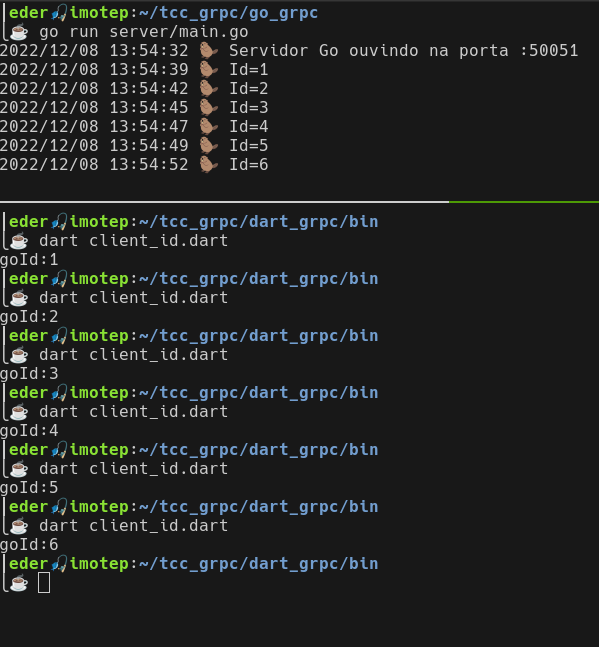 eder🎣imotep:~/tcc_grpc/go_grpc
☕ go run server/main.go
2022/12/08 13:54:32 🦫 Servidor Go ouvindo na porta :50051
2022/12/08 13:54:39 🦫 Id=1
2022/12/08 13:54:42 🦫 Id=2
2022/12/08 13:54:45 🦫 Id=3
2022/12/08 13:54:47 🦫 Id=4
2022/12/08 13:54:49 🦫 Id=5
2022/12/08 13:54:52 🦫 Id=6
eder🎣imotep:~/tcc_grpc/dart_grpc/bin
☕ dart client_id.dart
goId:1
eder🎣imotep:~/tcc_grpc/dart_grpc/bin
☕ dart client_id.dart
goId:2
eder🎣imotep:~/tcc_grpc/dart_grpc/bin
☕ dart client_id.dart
goId:3
eder🎣imotep:~/tcc_grpc/dart_grpc/bin
☕ dart client_id.dart
goId:4
eder🎣imotep:~/tcc_grpc/dart_grpc/bin
☕ dart client_id.dart
goId:5
eder🎣imotep:~/tcc_grpc/dart_grpc/bin
☕ dart client_id.dart
goId:6
eder🎣imotep:~/tcc_grpc/dart_grpc/bin
☕